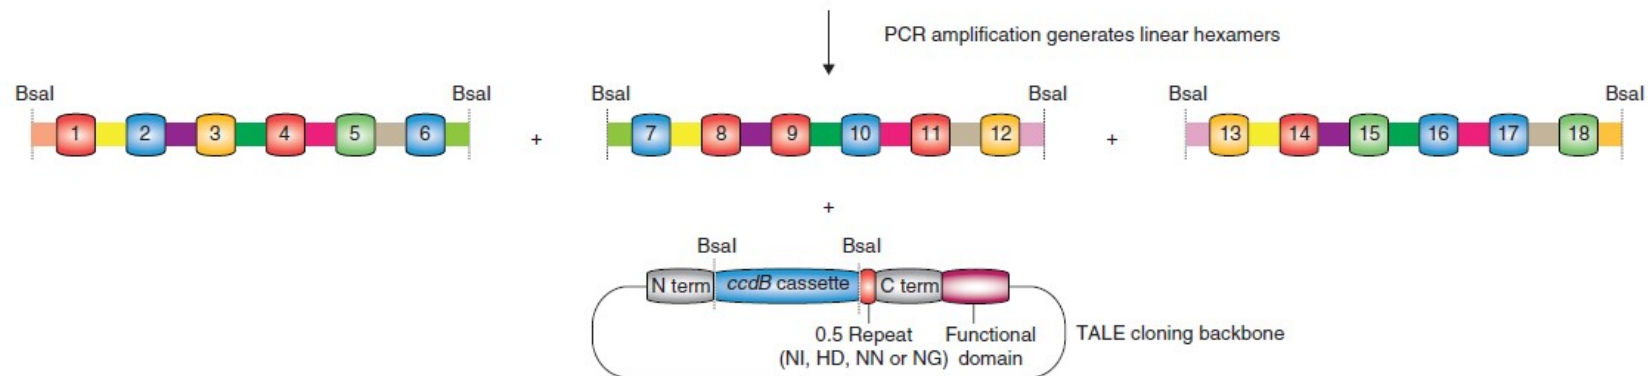 PCR amplification generates linear hexamers
BsaI BsaI BsaI BsaI BsaI BsaI
1 2 3 4 5 6 + 7 8 9 10 11 12 + 13 14 15 16 17 18
+
BsaI BsaI
N term ccdB cassette C term
0.5 Repeat Functional TALE cloning backbone
(NI, HD, NN or NG) domain